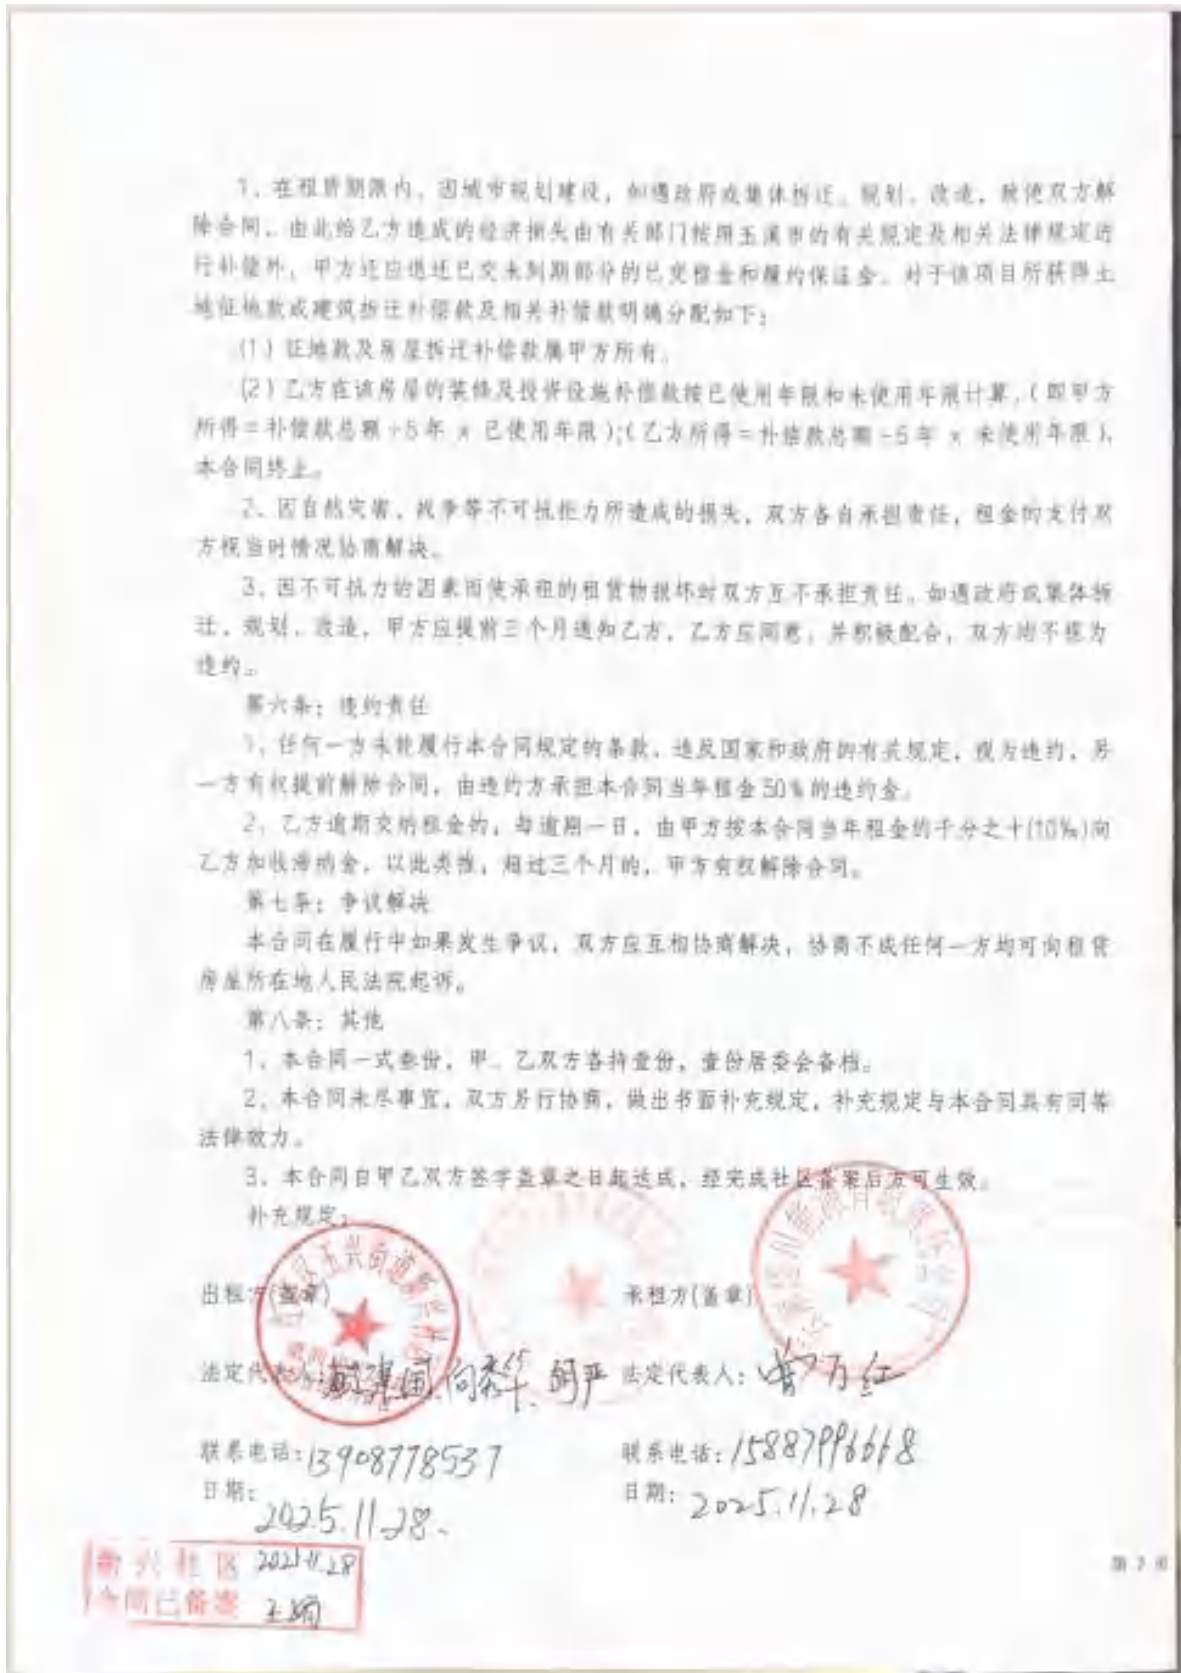 1、在租赁期限内，因城市规划建设，如遇政府或集体拆迁、规划、改造，致使双方解
除合同，由此给乙方造成的经济损失由有关部门按照玉溪市的有关规定及相关法律规定进
行补偿外，甲方还应退还已交未到期部分的已交租金和履约保证金。对于该项目所获得土
地征地款或建筑拆迁补偿款及相关补偿款明确分配如下：
(1）征地款及房屋拆迁补偿款属甲方所有。
(2)乙方在该房屋的装修及投资设施补偿款按已使用年限和未使用年限计算，（即甲方
所得＝补偿款总额÷5年 x 已使用年限);(乙方所得＝补偿款总额÷5年 x 未使用年限)，
本合同终止。
2、因自然灾害、战争等不可抗拒力所造成的损失，双方各自承担责任，租金的支付双
方视当时情况协商解决。
3、因不可抗力的因素而使承租的租赁物损坏时双方互不承担责任。如遇政府或集体拆
迁、规划、改造，甲方应提前三个月通知乙方，乙方应同意，并积极配合，双方均不视为
违约。
第六条：违约责任
1、任何一方未能履行本合同规定的条款，违反国家和政府的有关规定，视为违约，另
一方有权提前解除合同，由违约方承担本合同当年租金30%的违约金。
2、乙方逾期交纳租金的，每逾期一日，由甲方按本合同当年租金的千分之十(10‰)向
乙方加收滞纳金，以此类推，超过三个月的，甲方有权解除合同。
第七条：争议解决
本合同在履行中如果发生争议，双方应互相协商解决，协商不成任何一方均可向租赁
房屋所在地人民法院起诉。
第八条：其他
1、本合同一式叁份，甲、乙双方各持壹份，壹份居委会备档。
2、本合同未尽事宜，双方另行协商，做出书面补充规定，补充规定与本合同具有同等
法律效力。
3、本合同自甲乙双方签字盖章之日起达成，经完成社区备案后方可生效。
补充规定：
出租方(盖章) 承租方(盖章)
法定代表人： 法定代表人：曾万红
联系电话：13908778537 联系电话：15887996668
日期：2025.11.28. 日期：2025.11.28
社区 2025.11.28
合同已备案
第 2 页